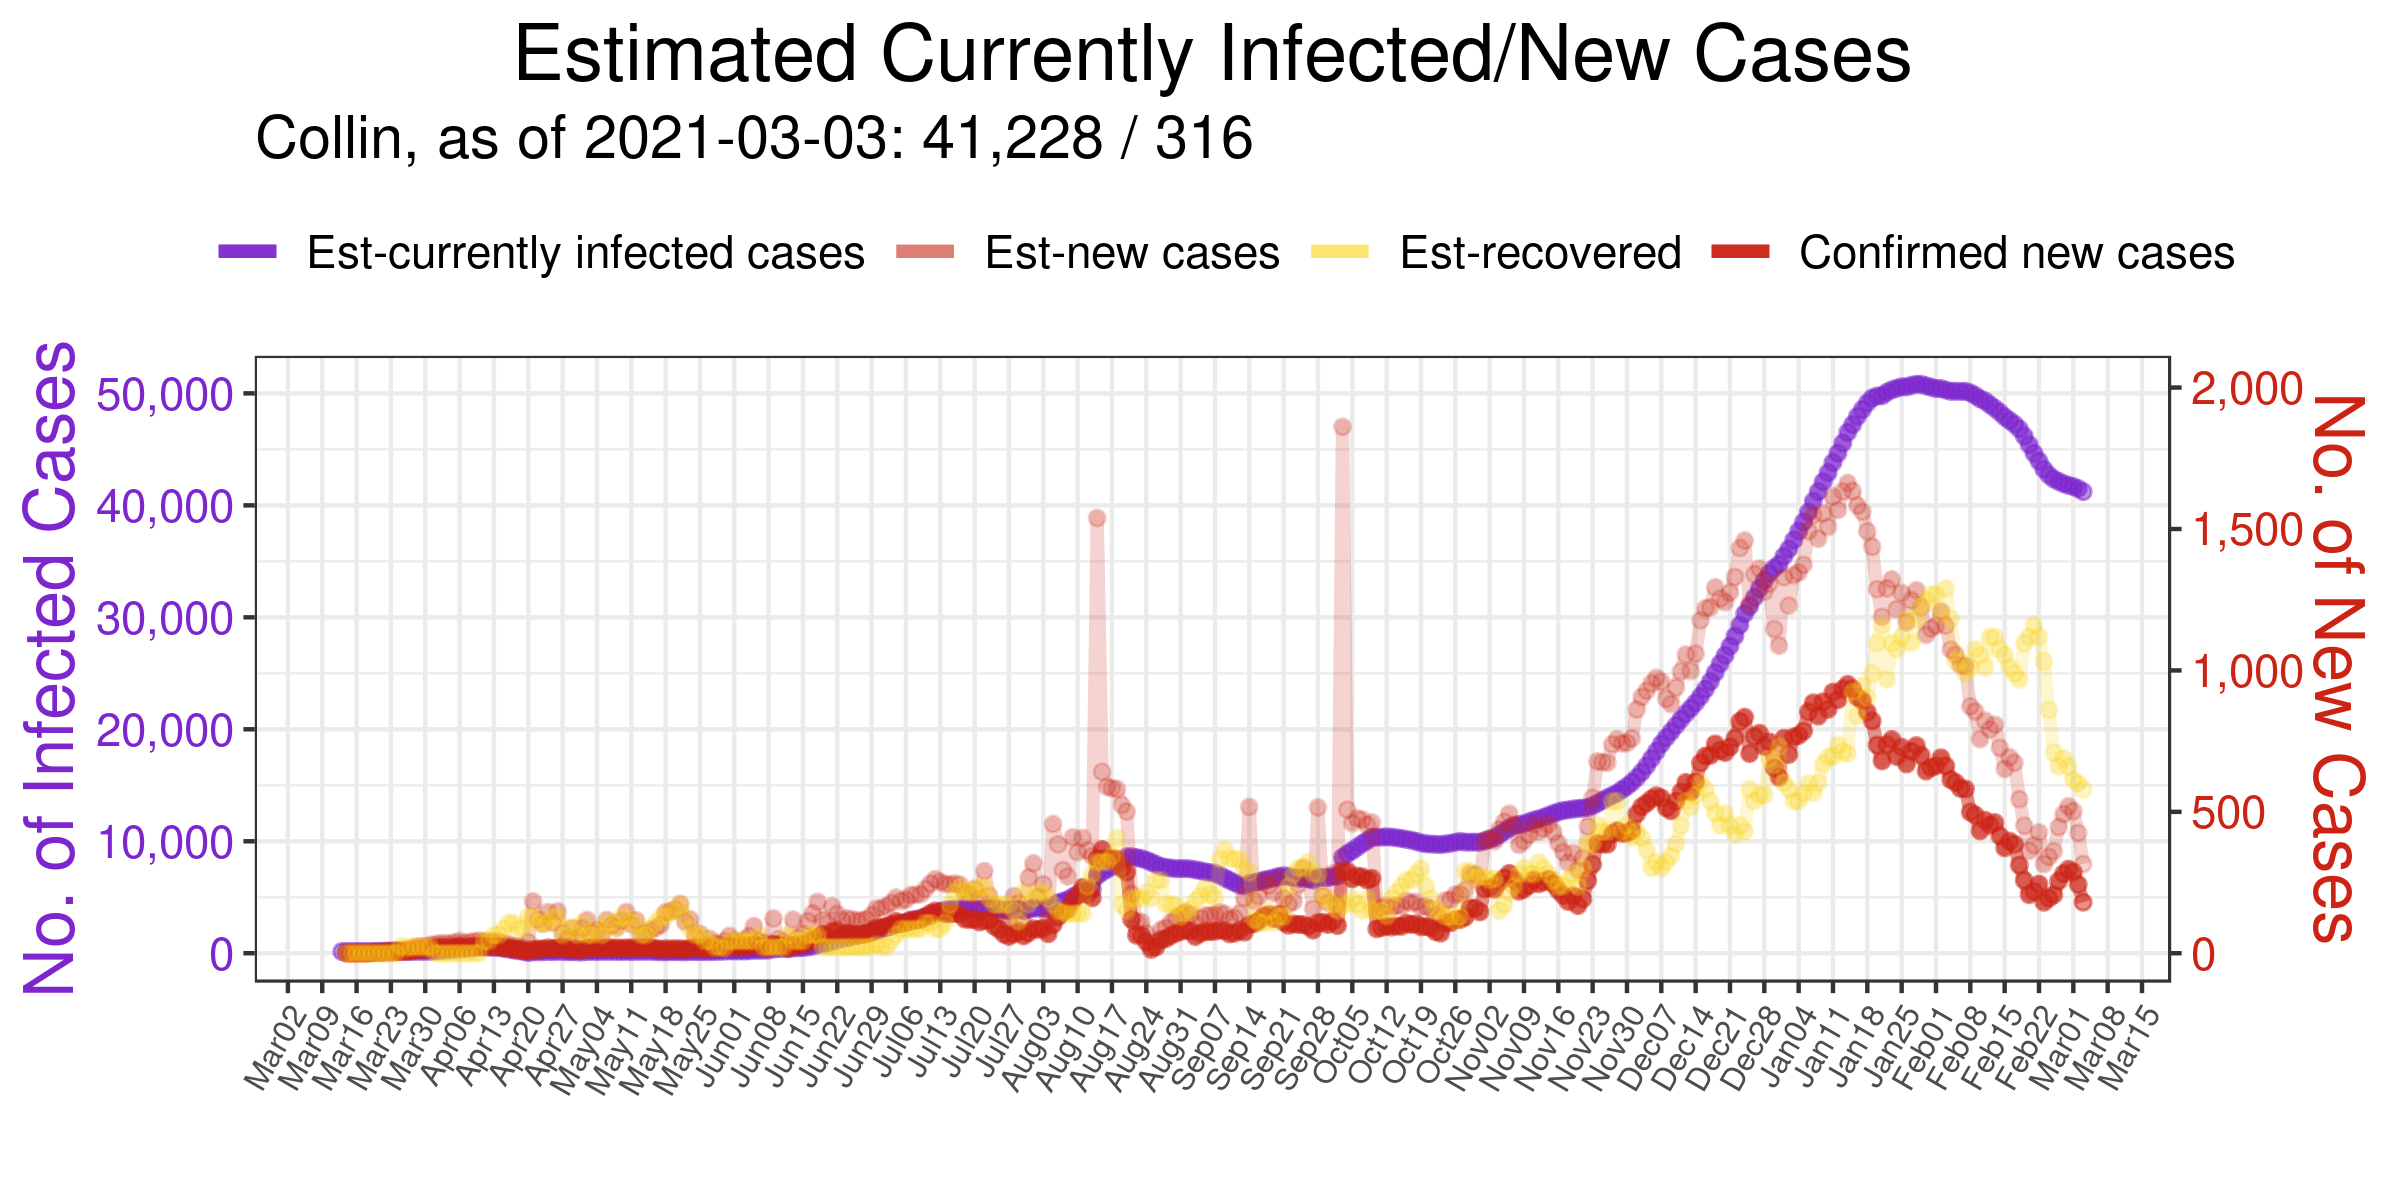 Estimated Currently Infected/New Cases
Collin, as of 2021-03-03: 41,228 / 316
Est-currently infected cases Est-new cases Est-recovered Confirmed new cases
No. of Infected Cases
50,000
40,000
30,000
20,000
10,000
0
2,000
1,500
1,000
500
0
No. of New Cases
Mar02 Mar09 Mar16 Mar23 Mar30 Apr06 Apr13 Apr20 Apr27 May04 May11 May18 May25 Jun01 Jun08 Jun15 Jun22 Jun29 Jul06 Jul13 Jul20 Jul27 Aug03 Aug10 Aug17 Aug24 Aug31 Sep07 Sep14 Sep21 Sep28 Oct05 Oct12 Oct19 Oct26 Nov02 Nov09 Nov16 Nov23 Nov30 Dec07 Dec14 Dec21 Dec28 Jan04 Jan11 Jan18 Jan25 Feb01 Feb08 Feb15 Feb22 Mar01 Mar08 Mar15